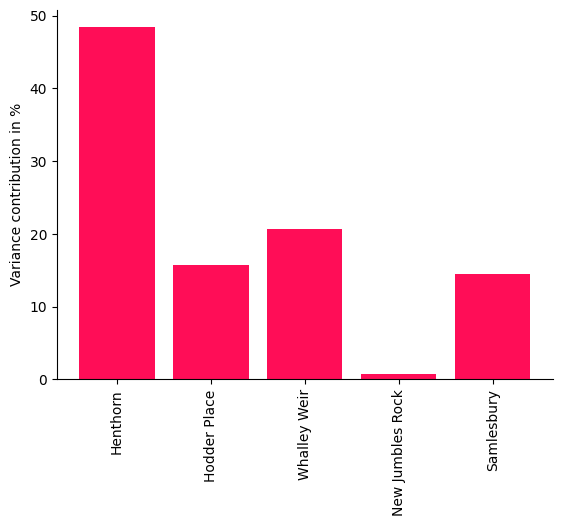 Variance contribution in %
50
40
30
20
10
0
Henthorn
Hodder Place
Whalley Weir
New Jumbles Rock
Samlesbury